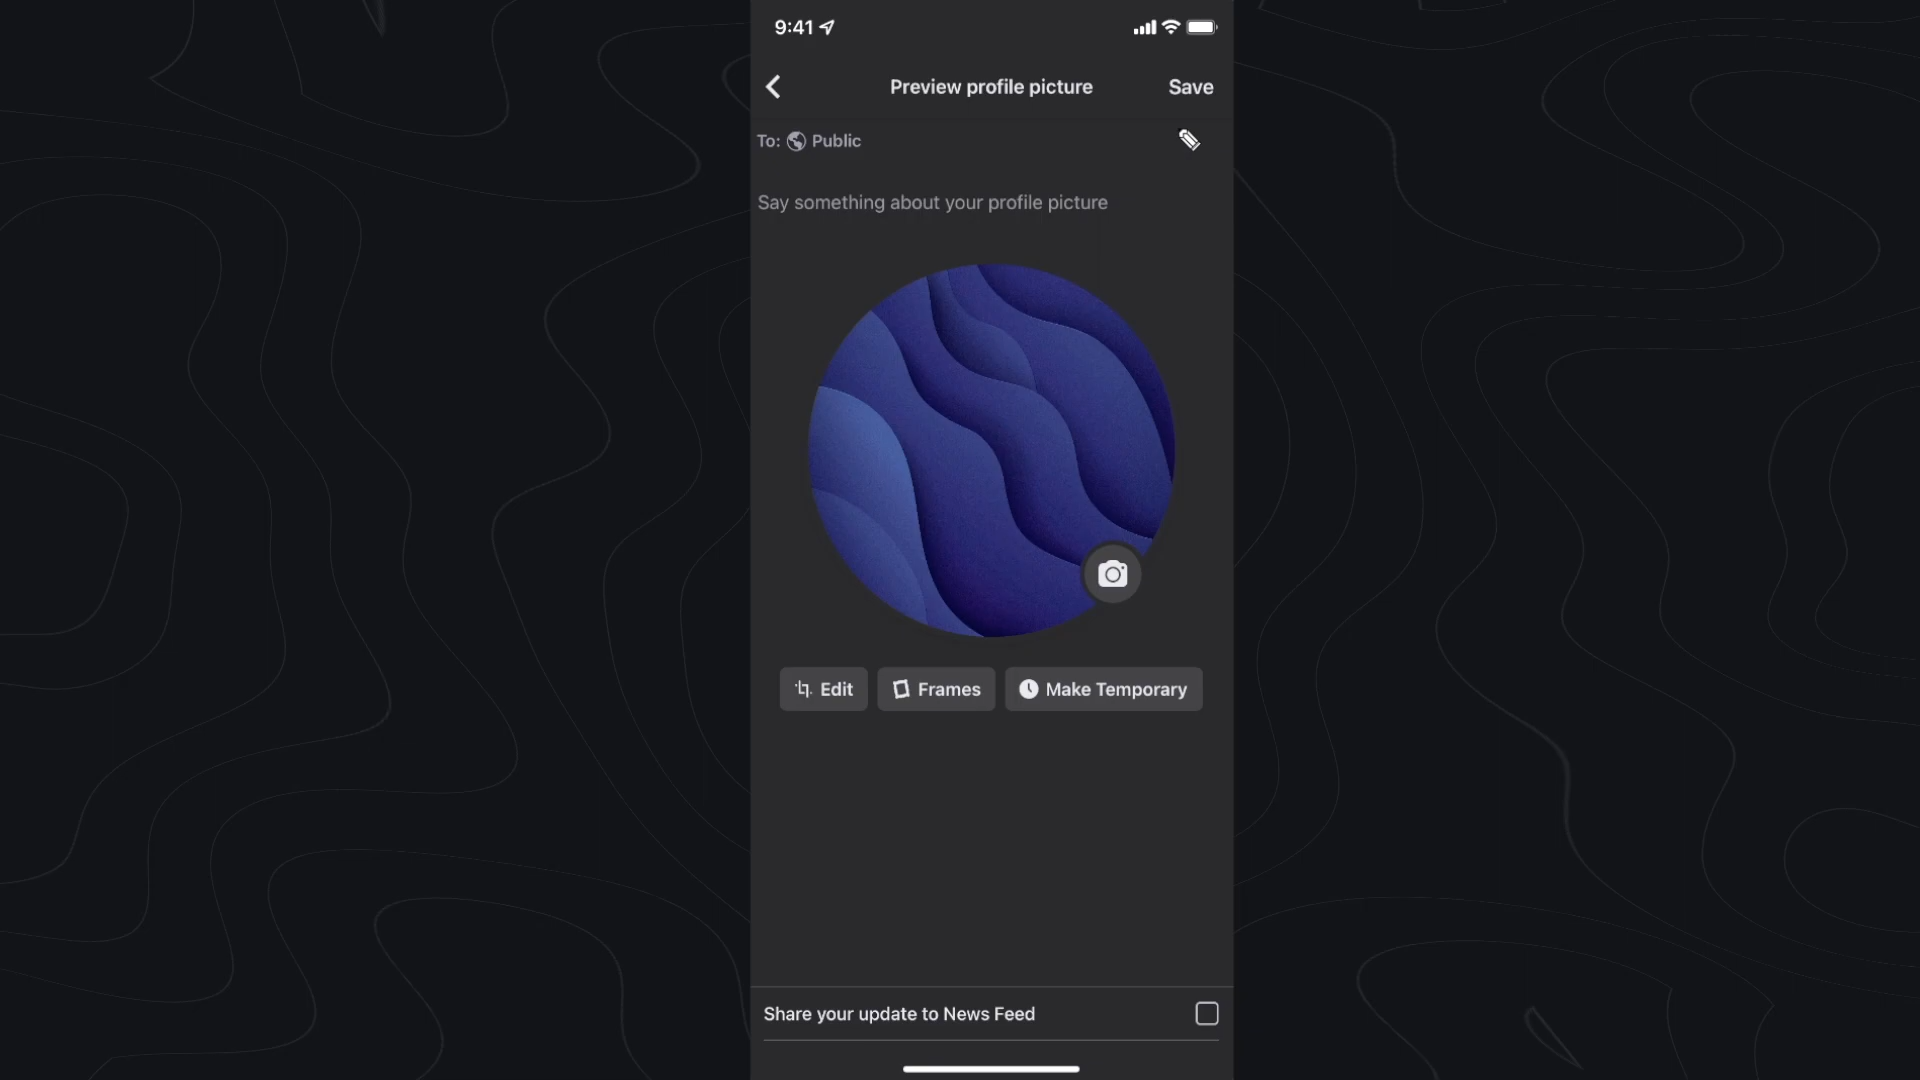 9:41
Preview profile picture
Save
To: Public
Say something about your profile picture
Edit
Frames
Make Temporary
Share your update to News Feed